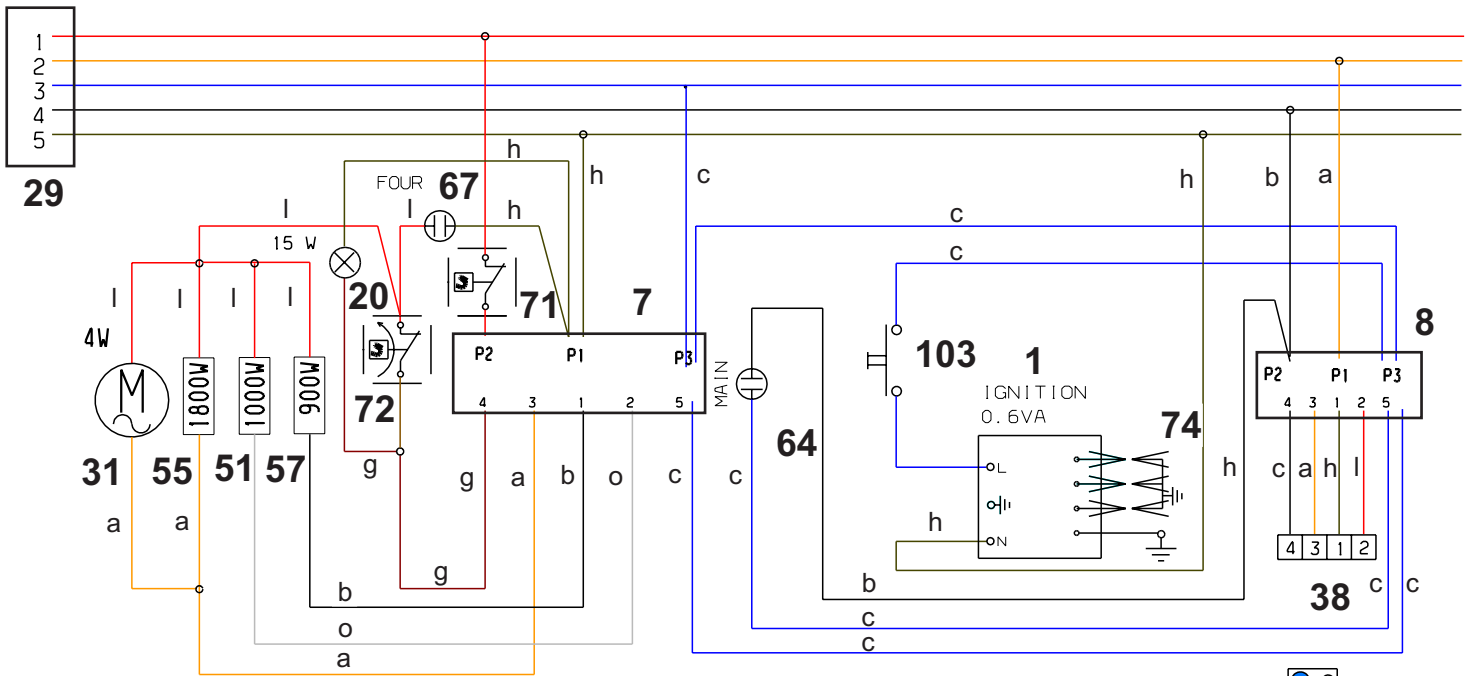 1
2
3
4
5
29
h
FOUR 67
h
c
h
b
a
l
15 W
l
h
c
c
l
l
l
l
20
71
7
8
4W
M
1800W
1000W
900W
72
P2
P1
P3
4
3
1
2
5
MAIN
64
103
1
IGNITION
0.6VA
L
N
74
P2
P1
P3
4
3
1
2
5
31
55
51
57
g
g
a
b
o
c
c
h
c
a
h
l
a
a
h
g
b
o
a
b
c
c
4
3
1
2
38
c
c